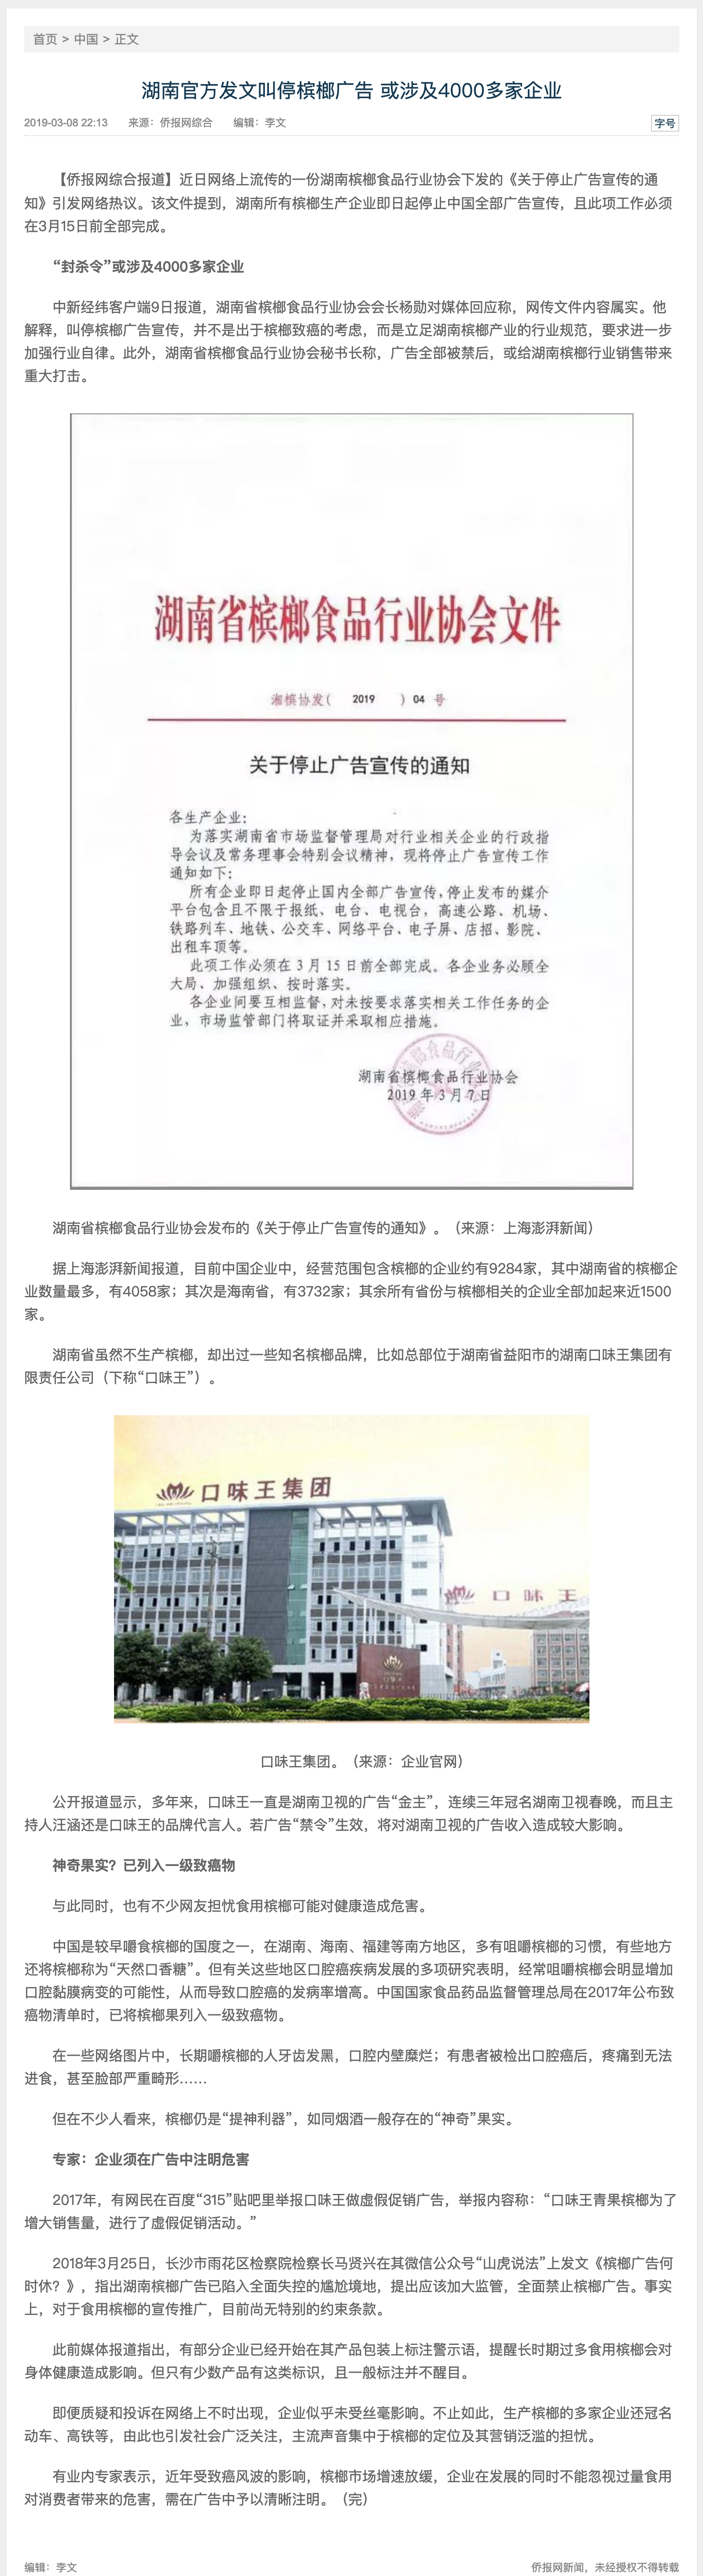 首页 > 中国 > 正文
湖南官方发文叫停槟榔广告 或涉及4000多家企业
2019-03-08 22:13 来源：侨报网综合 编辑：李文 字号
【侨报网综合报道】近日网络上流传的一份湖南槟榔食品行业协会下发的《关于停止广告宣传的通
知》引发网络热议。该文件提到，湖南所有槟榔生产企业即日起停止中国全部广告宣传，且此项工作必须
在3月15日前全部完成。
“封杀令”或涉及4000多家企业
中新经纬客户端9日报道，湖南省槟榔食品行业协会会长杨勋对媒体回应称，网传文件内容属实。他
解释，叫停槟榔广告宣传，并不是出于槟榔致癌的考虑，而是立足湖南槟榔产业的行业规范，要求进一步
加强行业自律。此外，湖南省槟榔食品行业协会秘书长称，广告全部被禁后，或给湖南槟榔行业销售带来
重大打击。
湖南省槟榔食品行业协会文件
湘槟协发( 2019 ) 04 号
关于停止广告宣传的通知
各生产企业：
为落实湖南省市场监督管理局对行业相关企业的行政指
导会议及常务理事会特别会议精神，现将停止广告宣传工作
通知如下：
所有企业即日起停止国内全部广告宣传，停止发布的媒介
平台包含且不限于报纸、电台、电视台，高速公路、机场、
铁路列车、地铁、公交车、网络平台、电子屏、店招、影院、
出租车顶等。
此项工作必须在 3 月 15 日前全部完成。各企业务必顾全
大局、加强组织、按时落实。
各企业间要互相监督，对未按要求落实相关工作任务的企
业，市场监管部门将取证并采取相应措施。
湖南省槟榔食品行业协会
2019 年 3 月 7 日
湖南省槟榔食品行业协会发布的《关于停止广告宣传的通知》。（来源：上海澎湃新闻）
据上海澎湃新闻报道，目前中国企业中，经营范围包含槟榔的企业约有9284家，其中湖南省的槟榔企
业数量最多，有4058家；其次是海南省，有3732家；其余所有省份与槟榔相关的企业全部加起来近1500
家。
湖南省虽然不生产槟榔，却出过一些知名槟榔品牌，比如总部位于湖南省益阳市的湖南口味王集团有
限责任公司（下称“口味王”）。
口味王集团
口味王
口味王集团。（来源：企业官网）
公开报道显示，多年来，口味王一直是湖南卫视的广告“金主”，连续三年冠名湖南卫视春晚，而且主
持人汪涵还是口味王的品牌代言人。若广告“禁令”生效，将对湖南卫视的广告收入造成较大影响。
神奇果实？已列入一级致癌物
与此同时，也有不少网友担忧食用槟榔可能对健康造成危害。
中国是较早嚼食槟榔的国度之一，在湖南、海南、福建等南方地区，多有咀嚼槟榔的习惯，有些地方
还将槟榔称为“天然口香糖”。但有关这些地区口腔癌疾病发展的多项研究表明，经常咀嚼槟榔会明显增加
口腔黏膜病变的可能性，从而导致口腔癌的发病率增高。中国国家食品药品监督管理总局在2017年公布致
癌物清单时，已将槟榔果列入一级致癌物。
在一些网络图片中，长期嚼槟榔的人牙齿发黑，口腔内壁糜烂；有患者被检出口腔癌后，疼痛到无法
进食，甚至脸部严重畸形……
但在不少人看来，槟榔仍是“提神利器”，如同烟酒一般存在的“神奇”果实。
专家：企业须在广告中注明危害
2017年，有网民在百度“315”贴吧里举报口味王做虚假促销广告，举报内容称：“口味王青果槟榔为了
增大销售量，进行了虚假促销活动。”
2018年3月25日，长沙市雨花区检察院检察长马贤兴在其微信公众号“山虎说法”上发文《槟榔广告何
时休？》，指出湖南槟榔广告已陷入全面失控的尴尬境地，提出应该加大监管，全面禁止槟榔广告。事实
上，对于食用槟榔的宣传推广，目前尚无特别的约束条款。
此前媒体报道指出，有部分企业已经开始在其产品包装上标注警示语，提醒长时期过多食用槟榔会对
身体健康造成影响。但只有少数产品有这类标识，且一般标注并不醒目。
即便质疑和投诉在网络上不时出现，企业似乎未受丝毫影响。不止如此，生产槟榔的多家企业还冠名
动车、高铁等，由此也引发社会广泛关注，主流声音集中于槟榔的定位及其营销泛滥的担忧。
有业内专家表示，近年受致癌风波的影响，槟榔市场增速放缓，企业在发展的同时不能忽视过量食用
对消费者带来的危害，需在广告中予以清晰注明。（完）
编辑：李文 侨报网新闻，未经授权不得转载